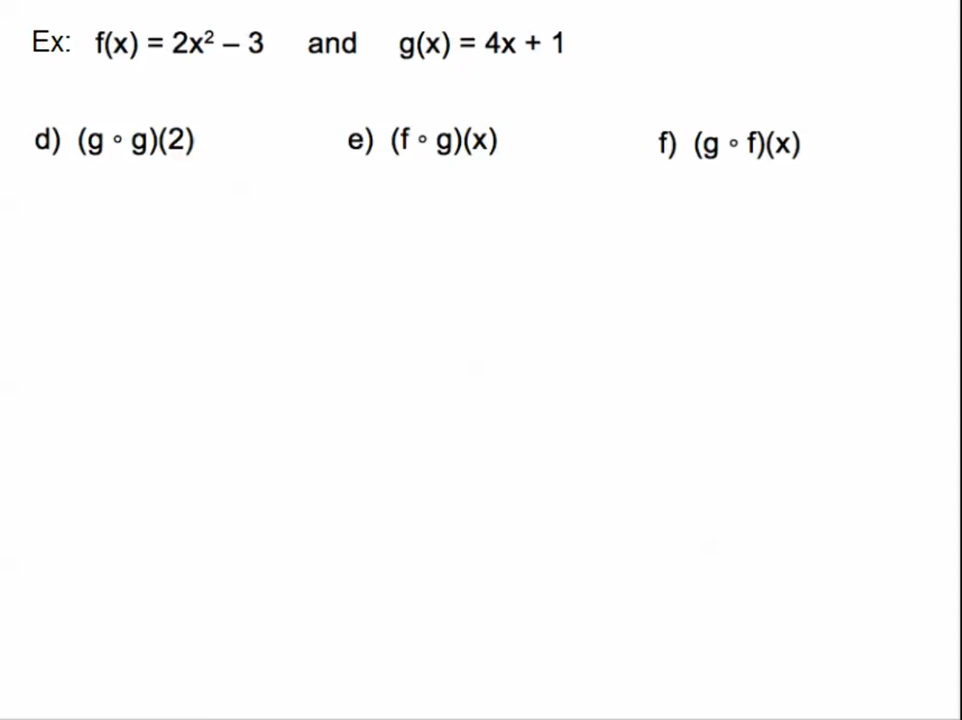 Ex: f(x) = 2x² – 3 and g(x) = 4x + 1
d) (g ∘ g)(2) e) (f ∘ g)(x) f) (g ∘ f)(x)